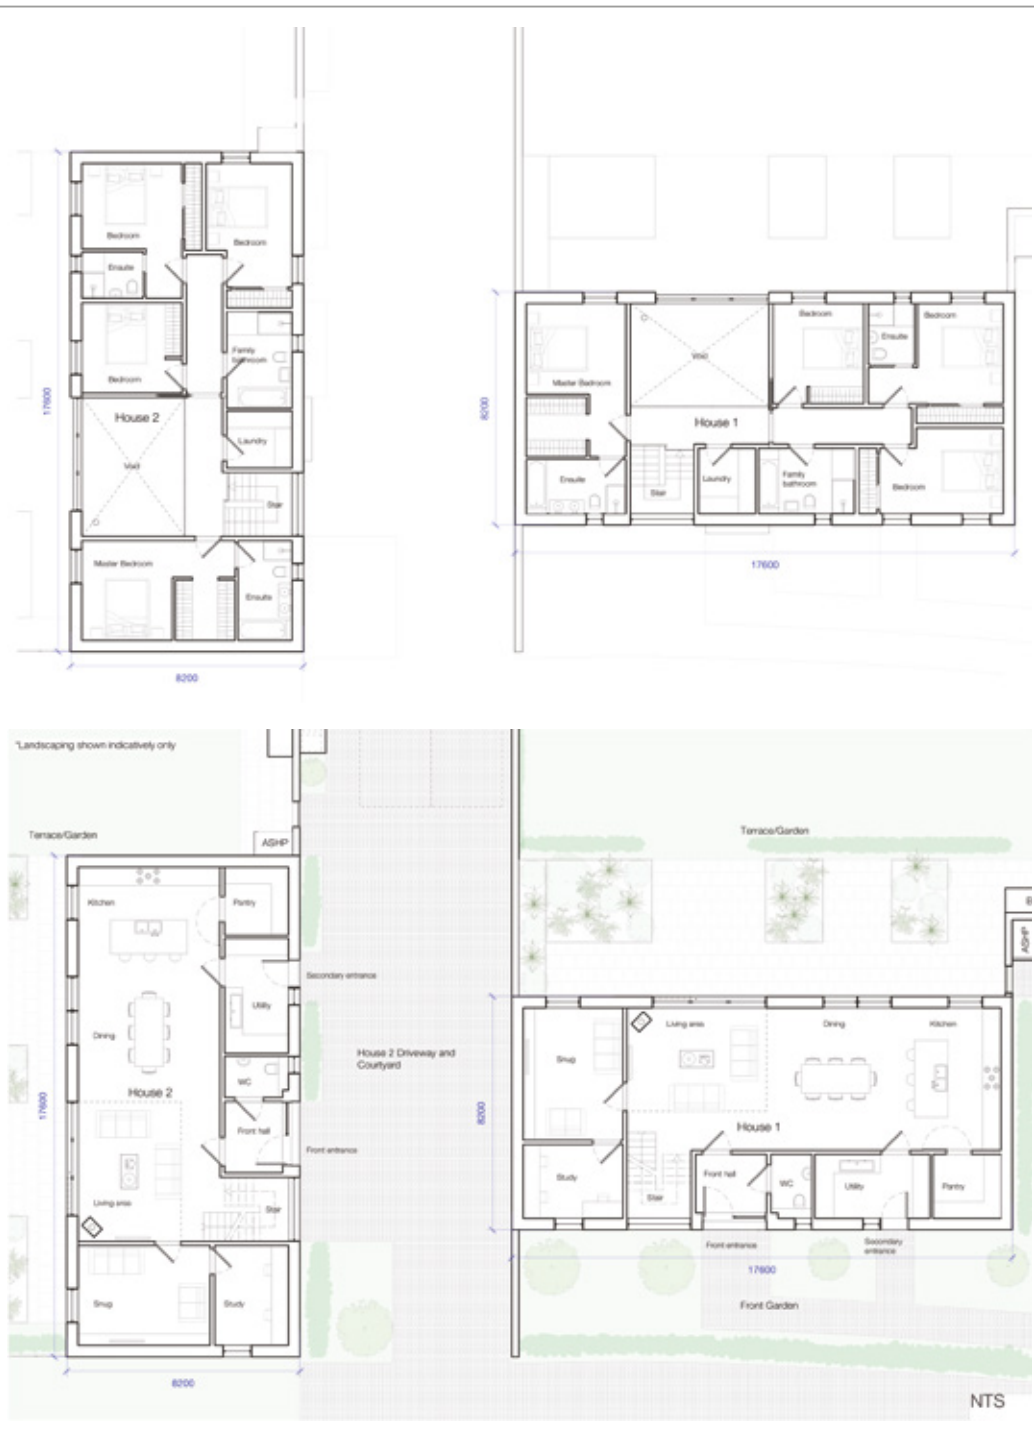 Bedroom
Bedroom
Ensuite
Family
bathroom
Bedroom
House 2
Laundry
Void
Stair
Master Bedroom
Ensuite
17600
8200
Bedroom
Bedroom
Ensuite
Void
Master Bedroom
House 1
Ensuite
Stair
Laundry
Family
bathroom
Bedroom
8200
17600
*Landscaping shown indicatively only
Terrace/Garden
ASHP
Kitchen
Pantry
Secondary entrance
Utility
Dining
WC
House 2
Front hall
Front entrance
Living area
Stair
Snug
Study
17600
8200
House 2 Driveway and
Courtyard
Terrace/Garden
B
ASHP
Living area
Dining
Kitchen
Snug
House 1
Study
Stair
Front hall
WC
Utility
Pantry
Front entrance
Secondary
entrance
8200
17600
Front Garden
NTS